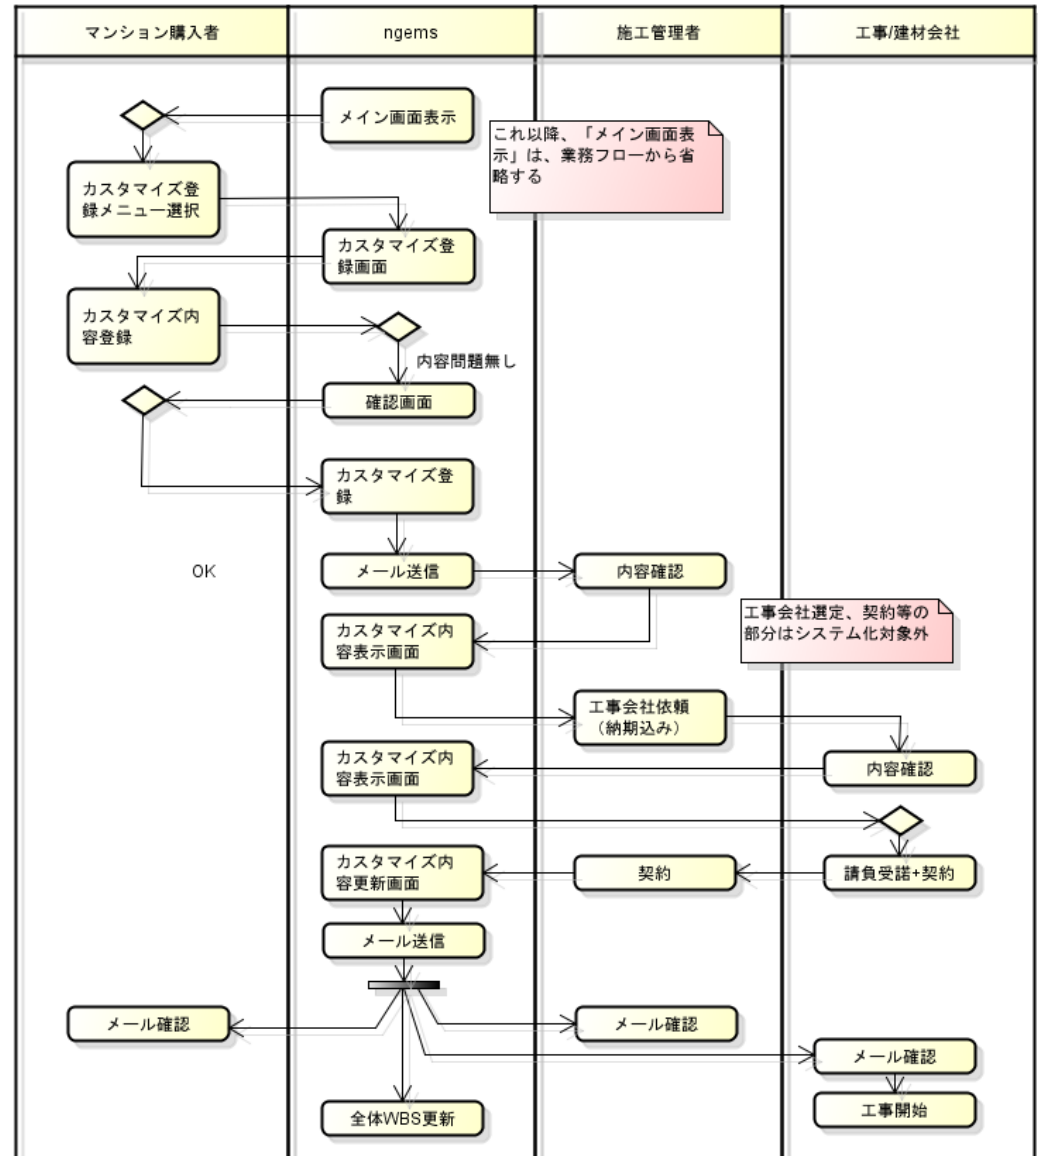 マンション購入者
ngems
施工管理者
工事/建材会社
メイン画面表示
これ以降、「メイン画面表
示」は、業務フローから省
略する
カスタマイズ登
録メニュー選択
カスタマイズ登
録画面
カスタマイズ内
容登録
内容問題無し
確認画面
カスタマイズ登
録
OK
メール送信
内容確認
工事会社選定、契約等の
部分はシステム化対象外
カスタマイズ内
容表示画面
工事会社依頼
（納期込み）
カスタマイズ内
容表示画面
内容確認
カスタマイズ内
容更新画面
契約
請負受諾+契約
メール送信
メール確認
メール確認
メール確認
全体WBS更新
工事開始